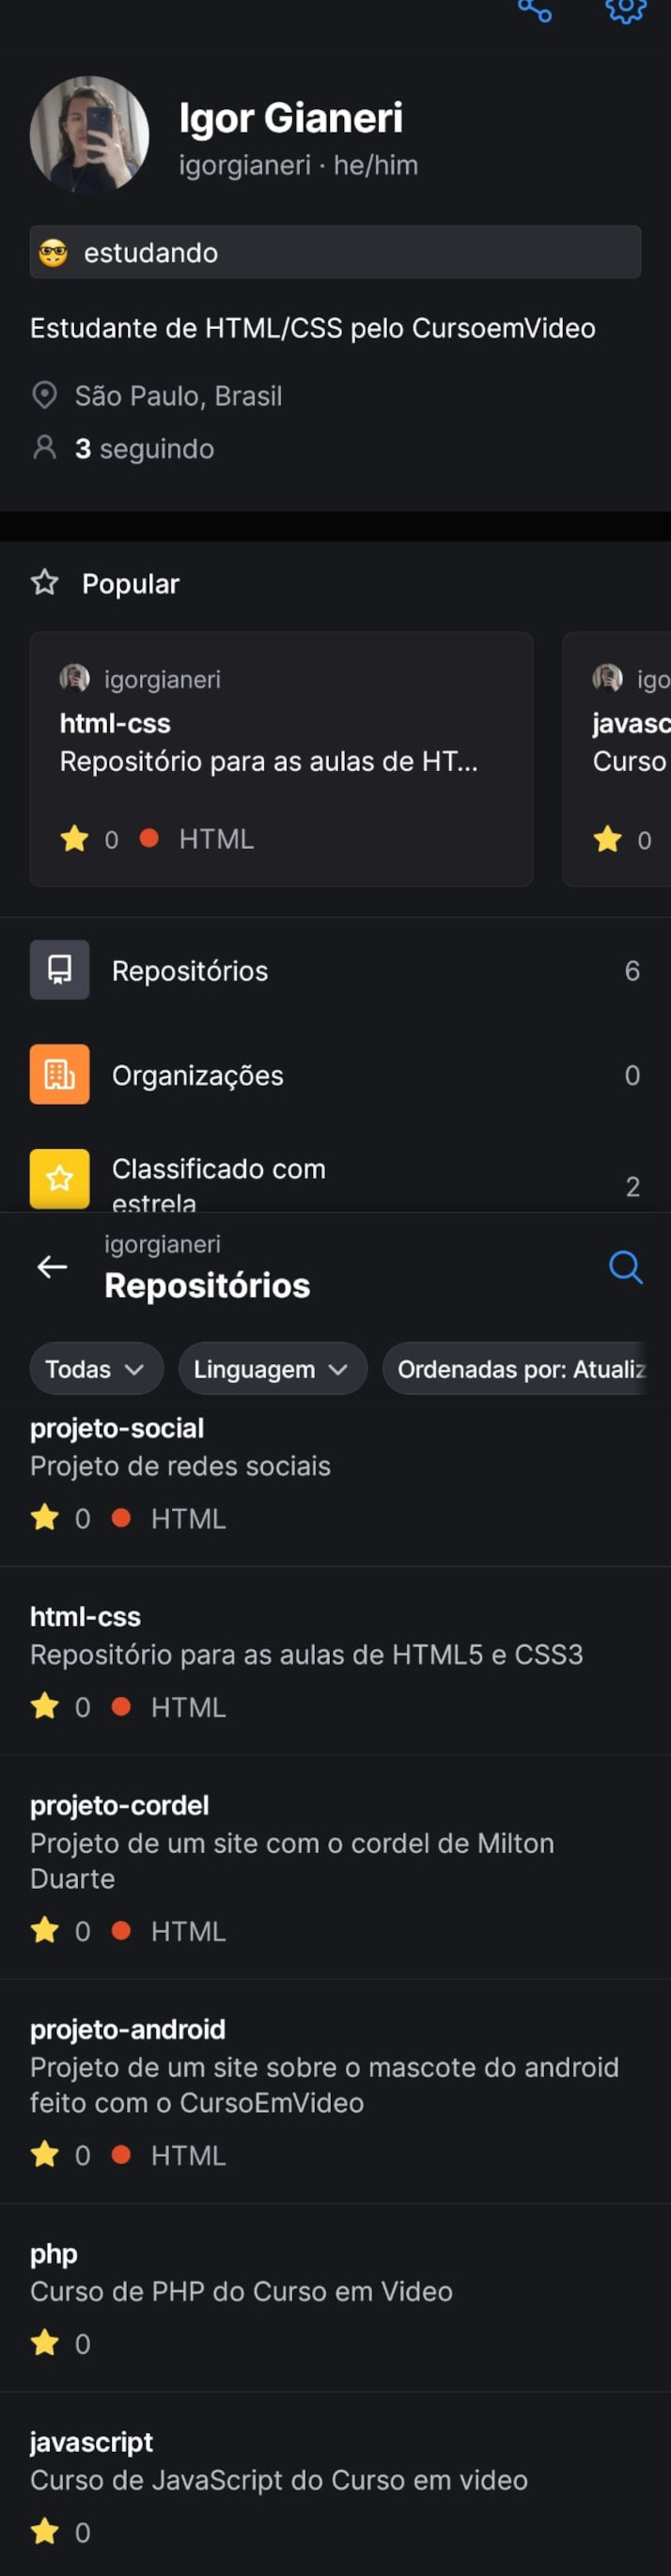 Igor Gianeri
igorgianeri · he/him
estudando
Estudante de HTML/CSS pelo CursoemVideo
São Paulo, Brasil
3 seguindo
Popular
igorgianeri
html-css
Repositório para as aulas de HT...
0 HTML
igo
javasc
Curso
0
Repositórios 6
Organizações 0
Classificado com
estrela
2
igorgianeri
Repositórios
Todas
Linguagem
Ordenadas por: Atualiz
projeto-social
Projeto de redes sociais
0 HTML
html-css
Repositório para as aulas de HTML5 e CSS3
0 HTML
projeto-cordel
Projeto de um site com o cordel de Milton
Duarte
0 HTML
projeto-android
Projeto de um site sobre o mascote do android
feito com o CursoEmVideo
0 HTML
php
Curso de PHP do Curso em Video
0
javascript
Curso de JavaScript do Curso em video
0